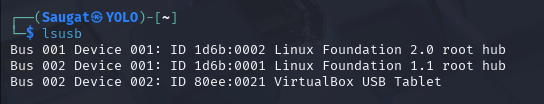 ┌──(Saugat㉿YOLO)-[~]
└─$ lsusb
Bus 001 Device 001: ID 1d6b:0002 Linux Foundation 2.0 root hub
Bus 002 Device 001: ID 1d6b:0001 Linux Foundation 1.1 root hub
Bus 002 Device 002: ID 80ee:0021 VirtualBox USB Tablet